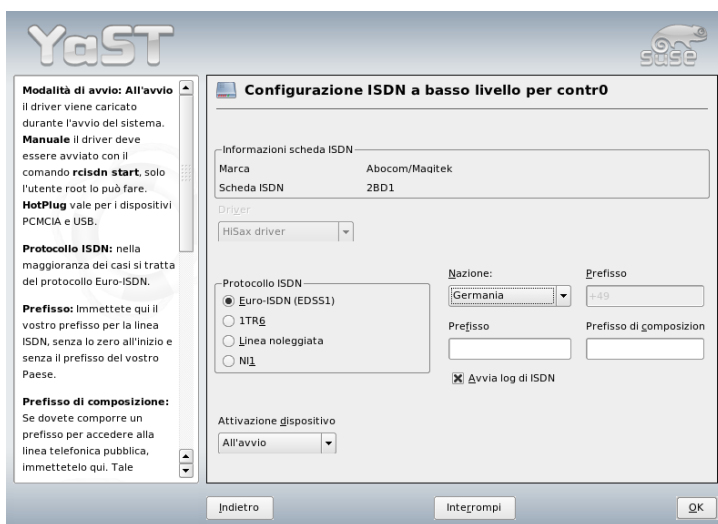 YaST
SUSE
Modalità di avvio: All'avvio
il driver viene caricato
durante l'avvio del sistema.
Manuale il driver deve
essere avviato con il
comando rcisdn start, solo
l'utente root lo può fare.
HotPlug vale per i dispositivi
PCMCIA e USB.
Protocollo ISDN: nella
maggioranza dei casi si tratta
del protocollo Euro-ISDN.
Prefisso: Immettete qui il
vostro prefisso per la linea
ISDN, senza lo zero all'inizio e
senza il prefisso del vostro
Paese.
Prefisso di composizione:
Se dovete comporre un
prefisso per accedere alla
linea telefonica pubblica,
immettetelo qui. Tale
Configurazione ISDN a basso livello per contr0
Informazioni scheda ISDN
Marca Abocom/Magitek
Scheda ISDN 2BD1
Driver
HiSax driver
Protocollo ISDN
Euro-ISDN (EDSS1)
1TR6
Linea noleggiata
NI1
Nazione: Prefisso
Germania +49
Prefisso Prefisso di composizion
Avvia log di ISDN
Attivazione dispositivo
All'avvio
Indietro Interrompi OK